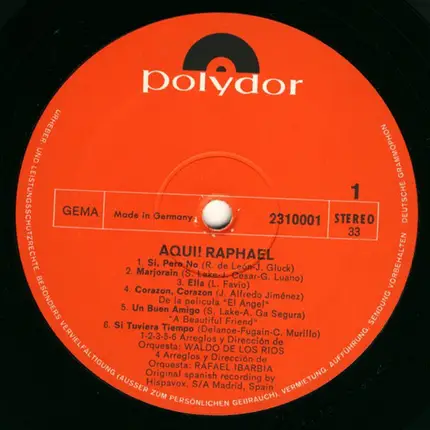 polydor
1
GEMA
Made in Germany
2310001
STEREO
33
AQUI! RAPHAEL
1. Si, Pero No (R. de León-J. Gluck)
2. Marjorain (S. Lake-J. Cesar-G. Luano)
3. Ella (L. Favio)
4. Corazon, Corazon (J. Alfredo Jiménez)
De la pelicula "El Angel"
5. Un Buen Amigo (S. Lake-A. Ga Segura)
"A Beautiful Friend"
6. Si Tuviera Tiempo (Delanoe-Fugain-C. Murillo)
1-2-3-5-6 Arreglos y Dirección de
Orquesta: WALDO DE LOS RIOS
4 Arreglos y Dirección de
Orquesta: RAFAEL IBARBIA
Original spanish recording by
Hispavox, S/A Madrid, Spain
URHEBER- UND LEISTUNGSSCHUTZRECHTE, BESONDERS VERVIELFÄLTIGUNG (AUSSER ZUM PERSÖNLICHEN GEBRAUCH), VERMIETUNG, AUFFÜHRUNG, SENDUNG VORBEHALTEN · DEUTSCHE GRAMMOPHON